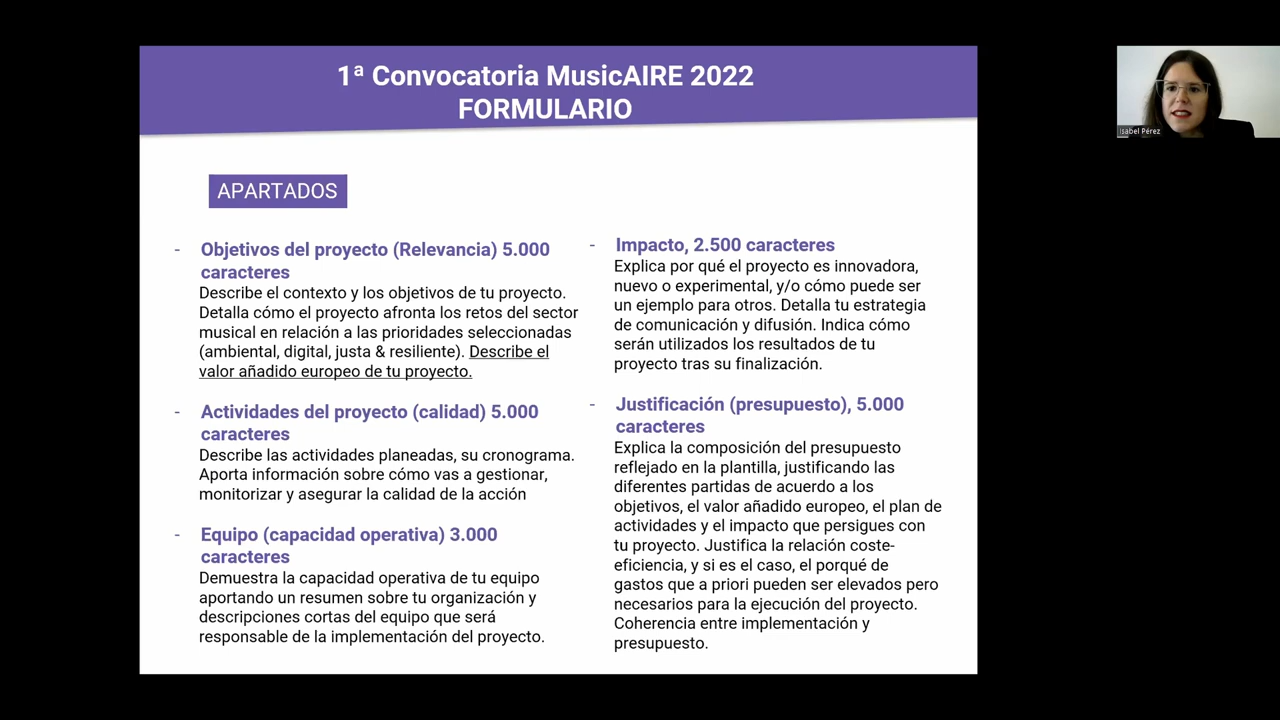 1ª Convocatoria MusicAIRE 2022
FORMULARIO
APARTADOS
- Objetivos del proyecto (Relevancia) 5.000
caracteres
Describe el contexto y los objetivos de tu proyecto.
Detalla cómo el proyecto afronta los retos del sector
musical en relación a las prioridades seleccionadas
(ambiental, digital, justa & resiliente). Describe el
valor añadido europeo de tu proyecto.
- Actividades del proyecto (calidad) 5.000
caracteres
Describe las actividades planeadas, su cronograma.
Aporta información sobre cómo vas a gestionar,
monitorizar y asegurar la calidad de la acción
- Equipo (capacidad operativa) 3.000
caracteres
Demuestra la capacidad operativa de tu equipo
aportando un resumen sobre tu organización y
descripciones cortas del equipo que será
responsable de la implementación del proyecto.
- Impacto, 2.500 caracteres
Explica por qué el proyecto es innovadora,
nuevo o experimental, y/o cómo puede ser
un ejemplo para otros. Detalla tu estrategia
de comunicación y difusión. Indica cómo
serán utilizados los resultados de tu
proyecto tras su finalización.
- Justificación (presupuesto), 5.000
caracteres
Explica la composición del presupuesto
reflejado en la plantilla, justificando las
diferentes partidas de acuerdo a los
objetivos, el valor añadido europeo, el plan de
actividades y el impacto que persigues con
tu proyecto. Justifica la relación coste-
eficiencia, y si es el caso, el porqué de
gastos que a priori pueden ser elevados pero
necesarios para la ejecución del proyecto.
Coherencia entre implementación y
presupuesto.
Isabel Pérez